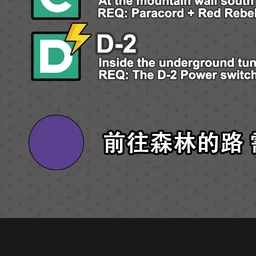 C
At the mountain wall south
REQ: Paracord + Red Rebel
D
D-2
Inside the underground tun
REQ: The D-2 Power switch
前往森林的路